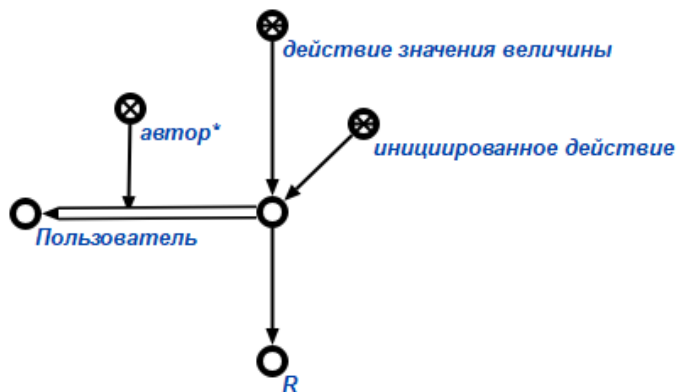 действие значения величины
автор*
инициированное действие
Пользователь
R